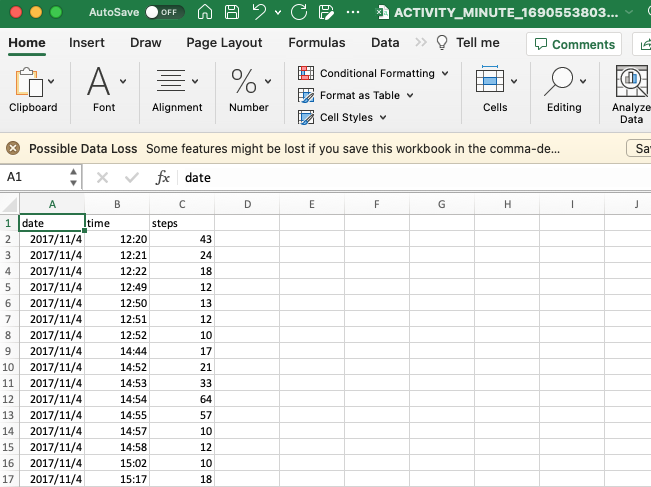 AutoSave OFF ACTIVITY_MINUTE_1690553803...
Home Insert Draw Page Layout Formulas Data Tell me Comments
Clipboard Font Alignment Number Conditional Formatting Format as Table Cell Styles Cells Editing Analyze Data
Possible Data Loss Some features might be lost if you save this workbook in the comma-de...
A1 fx date
A B C D E F G H I J
1 date time steps
2 2017/11/4 12:20 43
3 2017/11/4 12:21 24
4 2017/11/4 12:22 18
5 2017/11/4 12:49 12
6 2017/11/4 12:50 13
7 2017/11/4 12:51 12
8 2017/11/4 12:52 10
9 2017/11/4 14:44 17
10 2017/11/4 14:52 21
11 2017/11/4 14:53 33
12 2017/11/4 14:54 64
13 2017/11/4 14:55 57
14 2017/11/4 14:57 10
15 2017/11/4 14:58 12
16 2017/11/4 15:02 10
17 2017/11/4 15:17 18